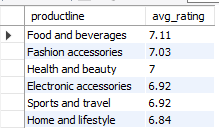 productline avg_rating
Food and beverages 7.11
Fashion accessories 7.03
Health and beauty 7
Electronic accessories 6.92
Sports and travel 6.92
Home and lifestyle 6.84